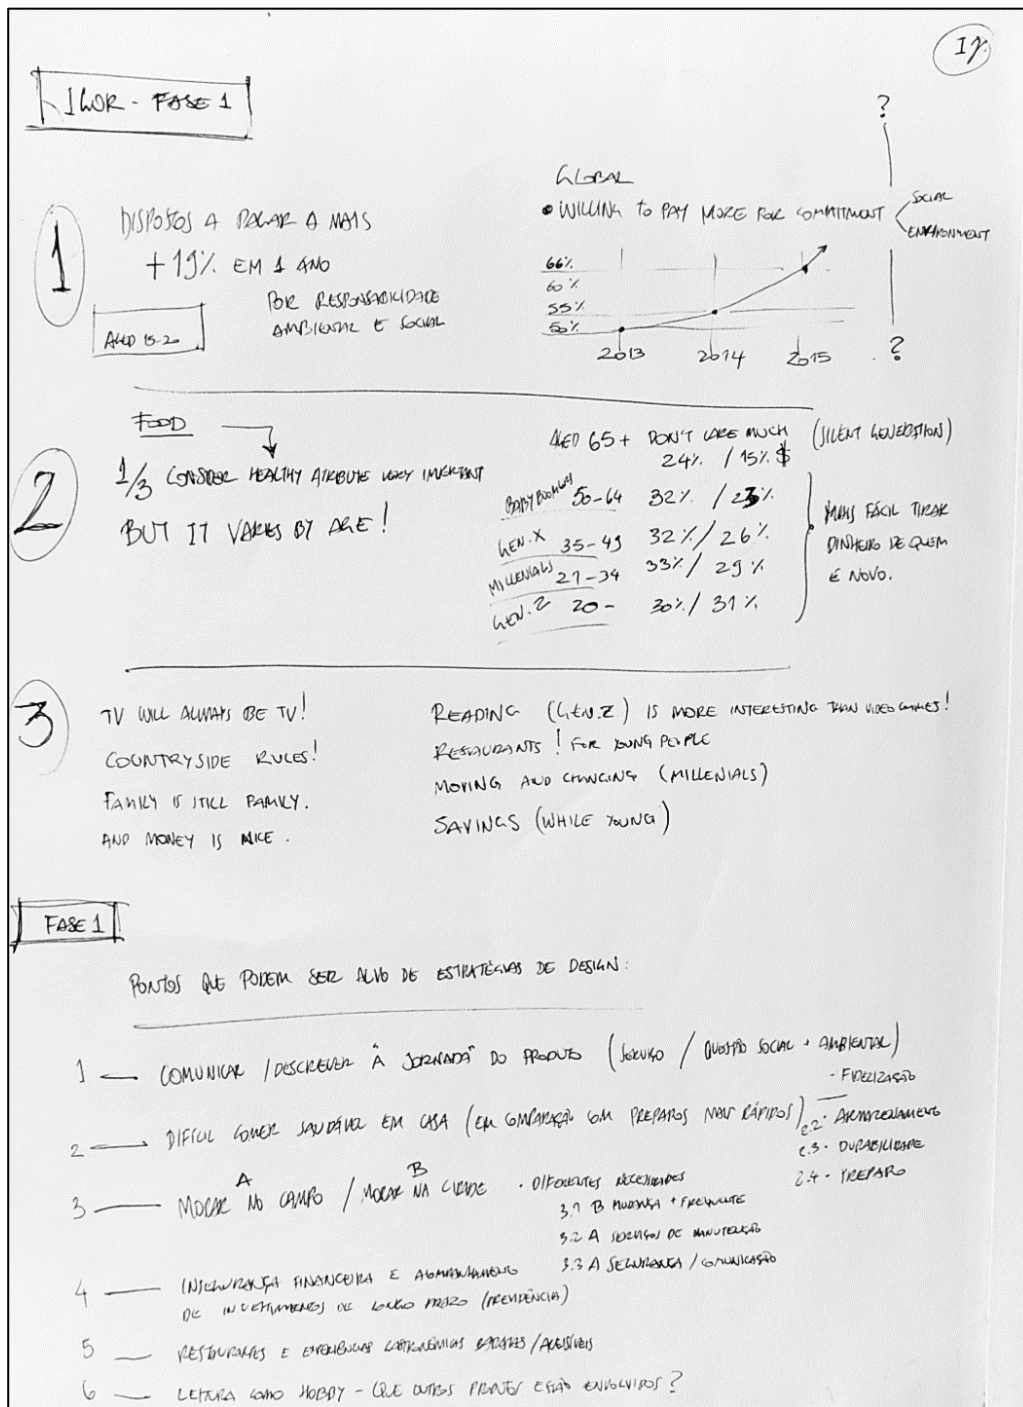 Iγ.
IGOR - FASE 1
1
DISPOSTOS A PAGAR A MAIS
+19% EM 1 ANO
POR RESPONSABILIDADE
AMBIENTAL E SOCIAL
AGED 15-20
GLOBAL
• WILLING TO PAY MORE FOR COMMITMENT
SOCIAL
ENVIRONMENT
?
66%
60%
55%
50%
2013 2014 2015
?
2
FOOD
1/3 CONSIDER HEALTHY ATRIBUTE VERY IMPORTANT
BUT IT VARIES BY AGE!
AGED 65+ DON'T CARE MUCH (SILENT GENERATION)
24% / 15% $
BABY BOOMERS 50-64 32% / 23%
GEN.X 35-49 32% / 26%
MILLENIALS 21-34 33% / 29%
GEN.Z 20- 30% / 31%
MAIS FÁCIL TIRAR
DINHEIRO DE QUEM
É NOVO.
3
TV WILL ALWAYS BE TV!
COUNTRYSIDE RULES!
FAMILY IS STILL FAMILY.
AND MONEY IS NICE.
READING (GEN.Z.) IS MORE INTERESTING THAN VIDEO GAMES!
RESTAURANTS! FOR YOUNG PEOPLE
MOVING AND CHANGING (MILLENIALS)
SAVINGS (WHILE YOUNG)
FASE 1
PONTOS QUE PODEM SER ALVO DE ESTRATÉGIAS DE DESIGN:
1 — COMUNICAR / DESCREVER "A JORNADA" DO PRODUTO (SERVIÇO / QUESTÃO SOCIAL + AMBIENTAL)
- FIDELIZAÇÃO
2 — DIFÍCIL COMER SAUDÁVEL EM CASA (EM COMPARAÇÃO COM PREPAROS MAIS RÁPIDOS)
2.2 - ARMAZENAMENTO
2.3 - DURABILIDADE
2.4 - PREPARO
3 — MORAR A NO CAMPO / MORAR B NA CIDADE • DIFERENTES NECESSIDADES
3.1 B MUDANÇA + FREQUENTE
3.2 A SERVIÇOS DE MANUTENÇÃO
3.3 A SEGURANÇA / COMUNICAÇÃO
4 — INSEGURANÇA FINANCEIRA E ACOMPANHAMENTO
DE INVESTIMENTOS DE LONGO PRAZO (PREVIDÊNCIA)
5 — RESTAURANTES E EXPERIÊNCIAS GASTRONÔMICAS BARATAS / ACESSÍVEIS
6 — LEITURA COMO HOBBY - QUE OUTROS PONTOS ESTÃO ENVOLVIDOS?